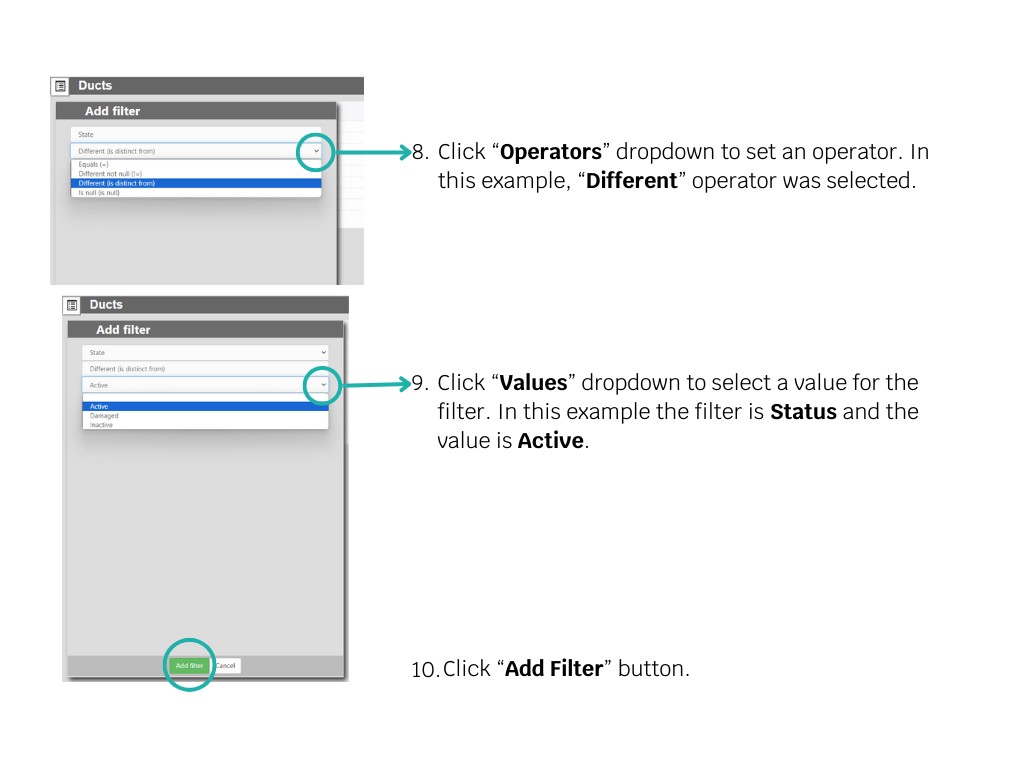 Ducts
Add filter
State
Different (is distinct from)
Equals (=)
Different not null (!=)
Different (is distinct from)
Is null (is null)
8. Click “Operators” dropdown to set an operator. In
this example, “Different” operator was selected.
Ducts
Add filter
State
Different (is distinct from)
Active
Active
Damaged
Inactive
9. Click “Values” dropdown to select a value for the
filter. In this example the filter is Status and the
value is Active.
Add filter
Cancel
10. Click “Add Filter” button.